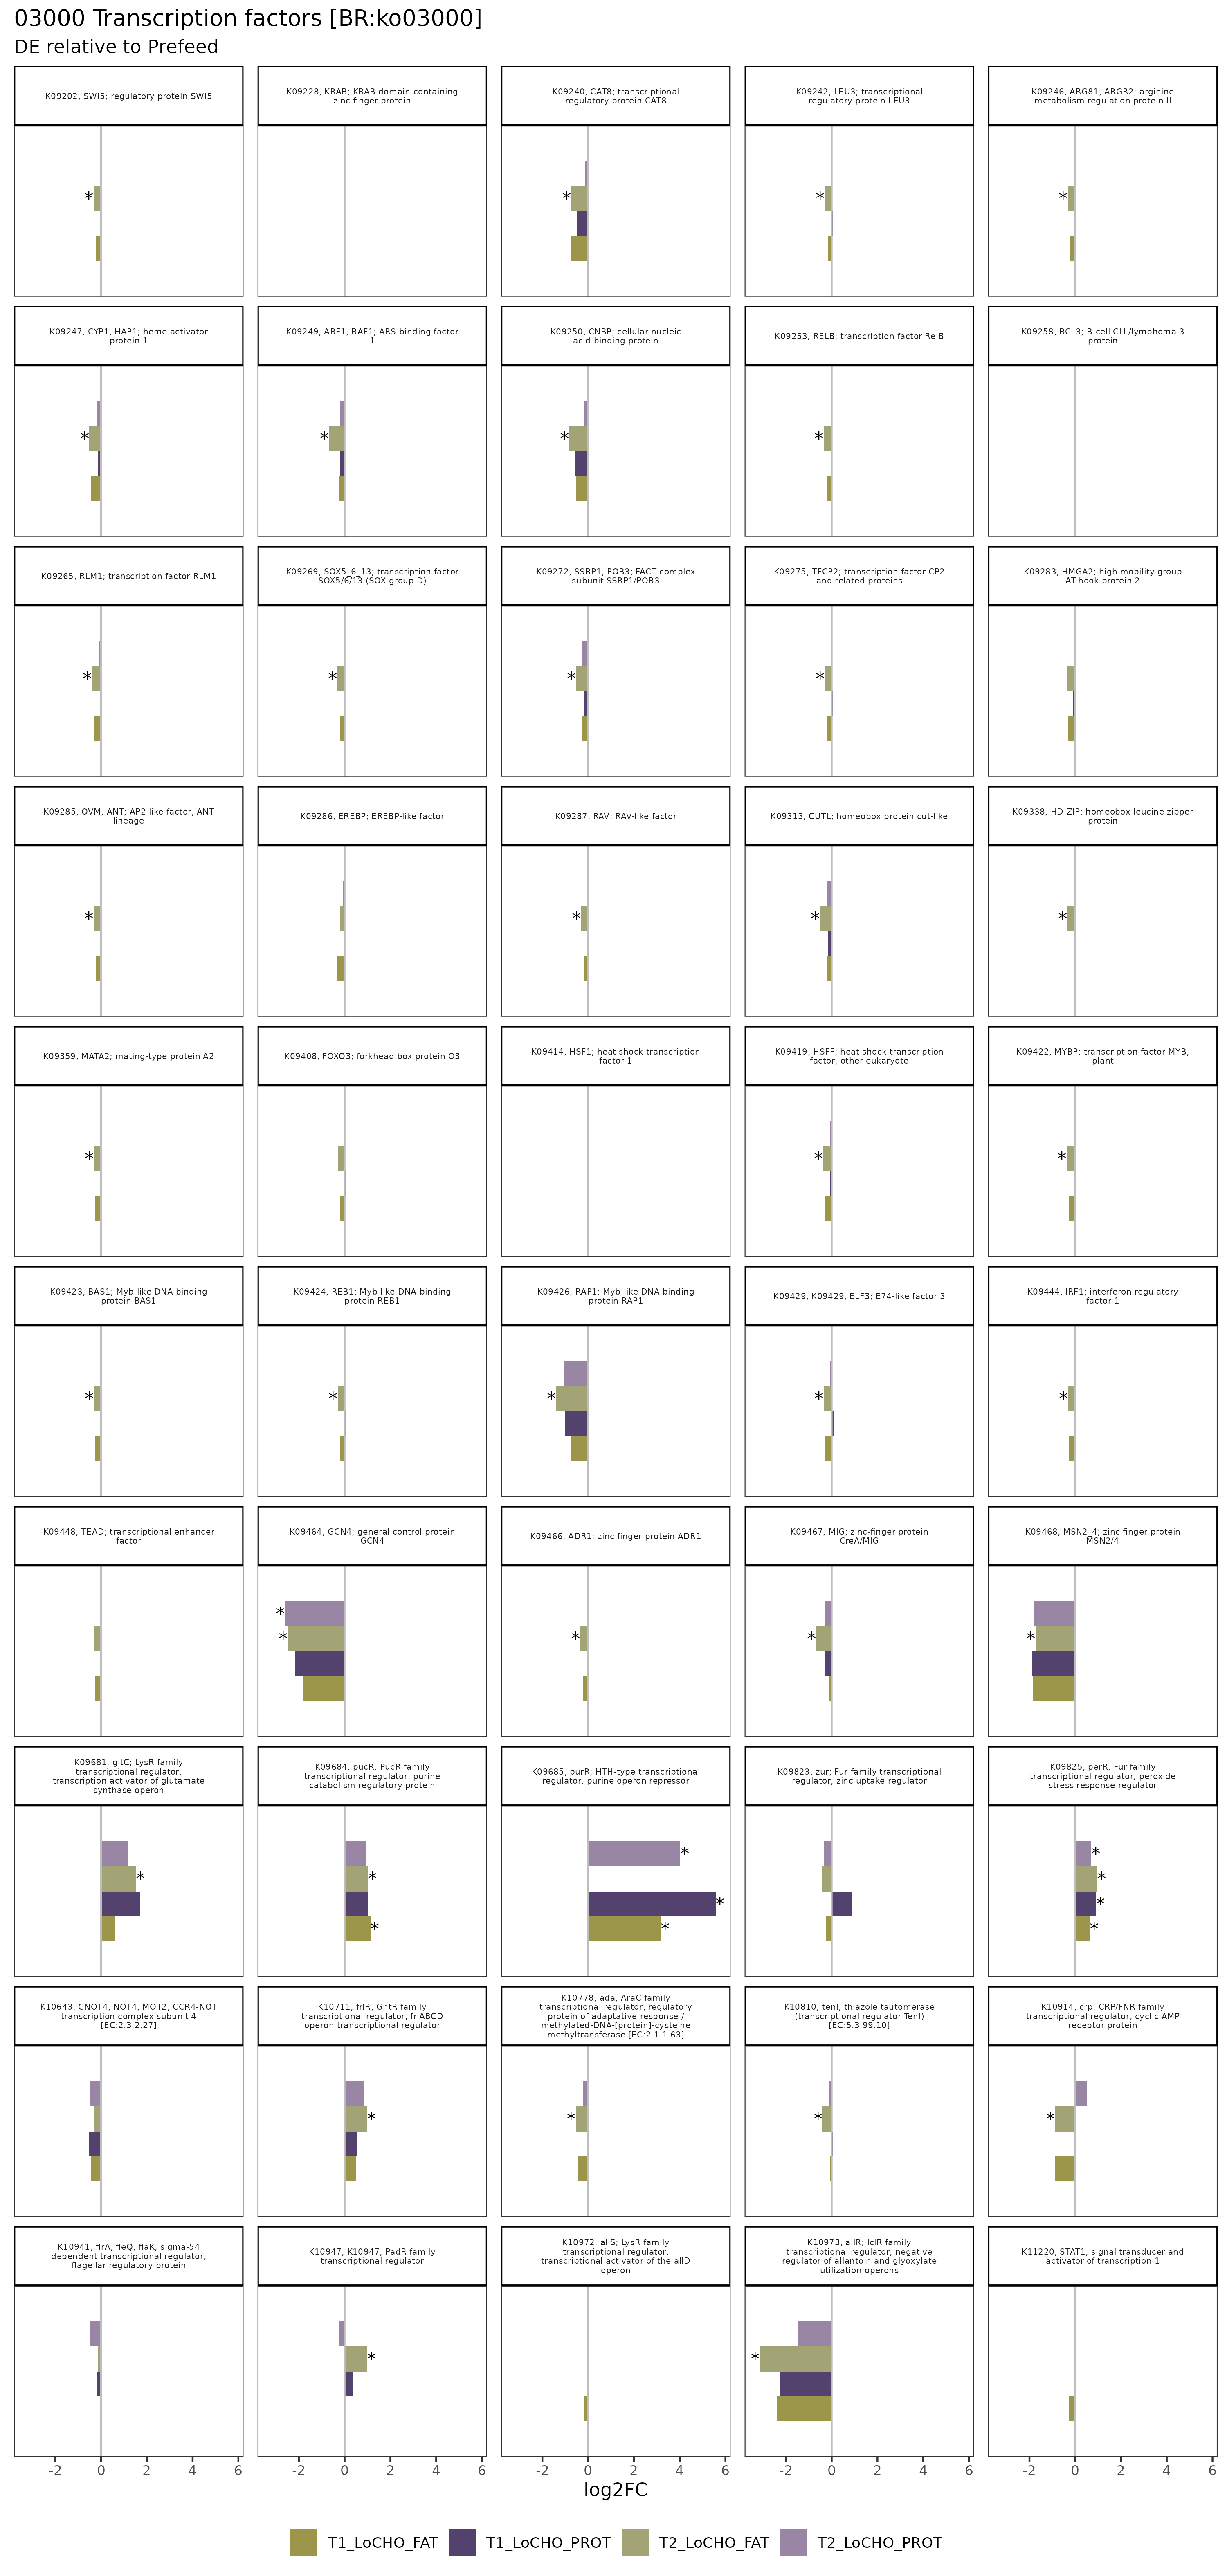 03000 Transcription factors [BR:ko03000]
DE relative to Prefeed
K09202, SWI5; regulatory protein SWI5
K09228, KRAB; KRAB domain-containing
zinc finger protein
K09240, CAT8; transcriptional
regulatory protein CAT8
K09242, LEU3; transcriptional
regulatory protein LEU3
K09246, ARG81, ARGR2; arginine
metabolism regulation protein II
*
*
*
*
K09247, CYP1, HAP1; heme activator
protein 1
K09249, ABF1, BAF1; ARS-binding factor
1
K09250, CNBP; cellular nucleic
acid-binding protein
K09253, RELB; transcription factor RelB
K09258, BCL3; B-cell CLL/lymphoma 3
protein
*
*
*
*
K09265, RLM1; transcription factor RLM1
K09269, SOX5_6_13; transcription factor
SOX5/6/13 (SOX group D)
K09272, SSRP1, POB3; FACT complex
subunit SSRP1/POB3
K09275, TFCP2; transcription factor CP2
and related proteins
K09283, HMGA2; high mobility group
AT-hook protein 2
*
*
*
*
K09285, OVM, ANT; AP2-like factor, ANT
lineage
K09286, EREBP; EREBP-like factor
K09287, RAV; RAV-like factor
K09313, CUTL; homeobox protein cut-like
K09338, HD-ZIP; homeobox-leucine zipper
protein
*
*
*
*
K09359, MATA2; mating-type protein A2
K09408, FOXO3; forkhead box protein O3
K09414, HSF1; heat shock transcription
factor 1
K09419, HSFF; heat shock transcription
factor, other eukaryote
K09422, MYBP; transcription factor MYB,
plant
*
*
*
K09423, BAS1; Myb-like DNA-binding
protein BAS1
K09424, REB1; Myb-like DNA-binding
protein REB1
K09426, RAP1; Myb-like DNA-binding
protein RAP1
K09429, K09429, ELF3; E74-like factor 3
K09444, IRF1; interferon regulatory
factor 1
*
*
*
*
*
K09448, TEAD; transcriptional enhancer
factor
K09464, GCN4; general control protein
GCN4
K09466, ADR1; zinc finger protein ADR1
K09467, MIG; zinc-finger protein
CreA/MIG
K09468, MSN2_4; zinc finger protein
MSN2/4
*
*
*
*
*
K09681, gltC; LysR family
transcriptional regulator,
transcription activator of glutamate
synthase operon
K09684, pucR; PucR family
transcriptional regulator, purine
catabolism regulatory protein
K09685, purR; HTH-type transcriptional
regulator, purine operon repressor
K09823, zur; Fur family transcriptional
regulator, zinc uptake regulator
K09825, perR; Fur family
transcriptional regulator, peroxide
stress response regulator
*
*
*
*
*
*
*
*
*
*
K10643, CNOT4, NOT4, MOT2; CCR4-NOT
transcription complex subunit 4
[EC:2.3.2.27]
K10711, frlR; GntR family
transcriptional regulator, frlABCD
operon transcriptional regulator
K10778, ada; AraC family
transcriptional regulator, regulatory
protein of adaptative response /
methylated-DNA-[protein]-cysteine
methyltransferase [EC:2.1.1.63]
K10810, tenI; thiazole tautomerase
(transcriptional regulator TenI)
[EC:5.3.99.10]
K10914, crp; CRP/FNR family
transcriptional regulator, cyclic AMP
receptor protein
*
*
*
*
K10941, flrA, fleQ, flaK; sigma-54
dependent transcriptional regulator,
flagellar regulatory protein
K10947, K10947; PadR family
transcriptional regulator
K10972, allS; LysR family
transcriptional regulator,
transcriptional activator of the allD
operon
K10973, allR; IclR family
transcriptional regulator, negative
regulator of allantoin and glyoxylate
utilization operons
K11220, STAT1; signal transducer and
activator of transcription 1
*
*
-2 0 2 4 6 -2 0 2 4 6 -2 0 2 4 6 -2 0 2 4 6 -2 0 2 4 6
log2FC
T1_LoCHO_FAT T1_LoCHO_PROT T2_LoCHO_FAT T2_LoCHO_PROT